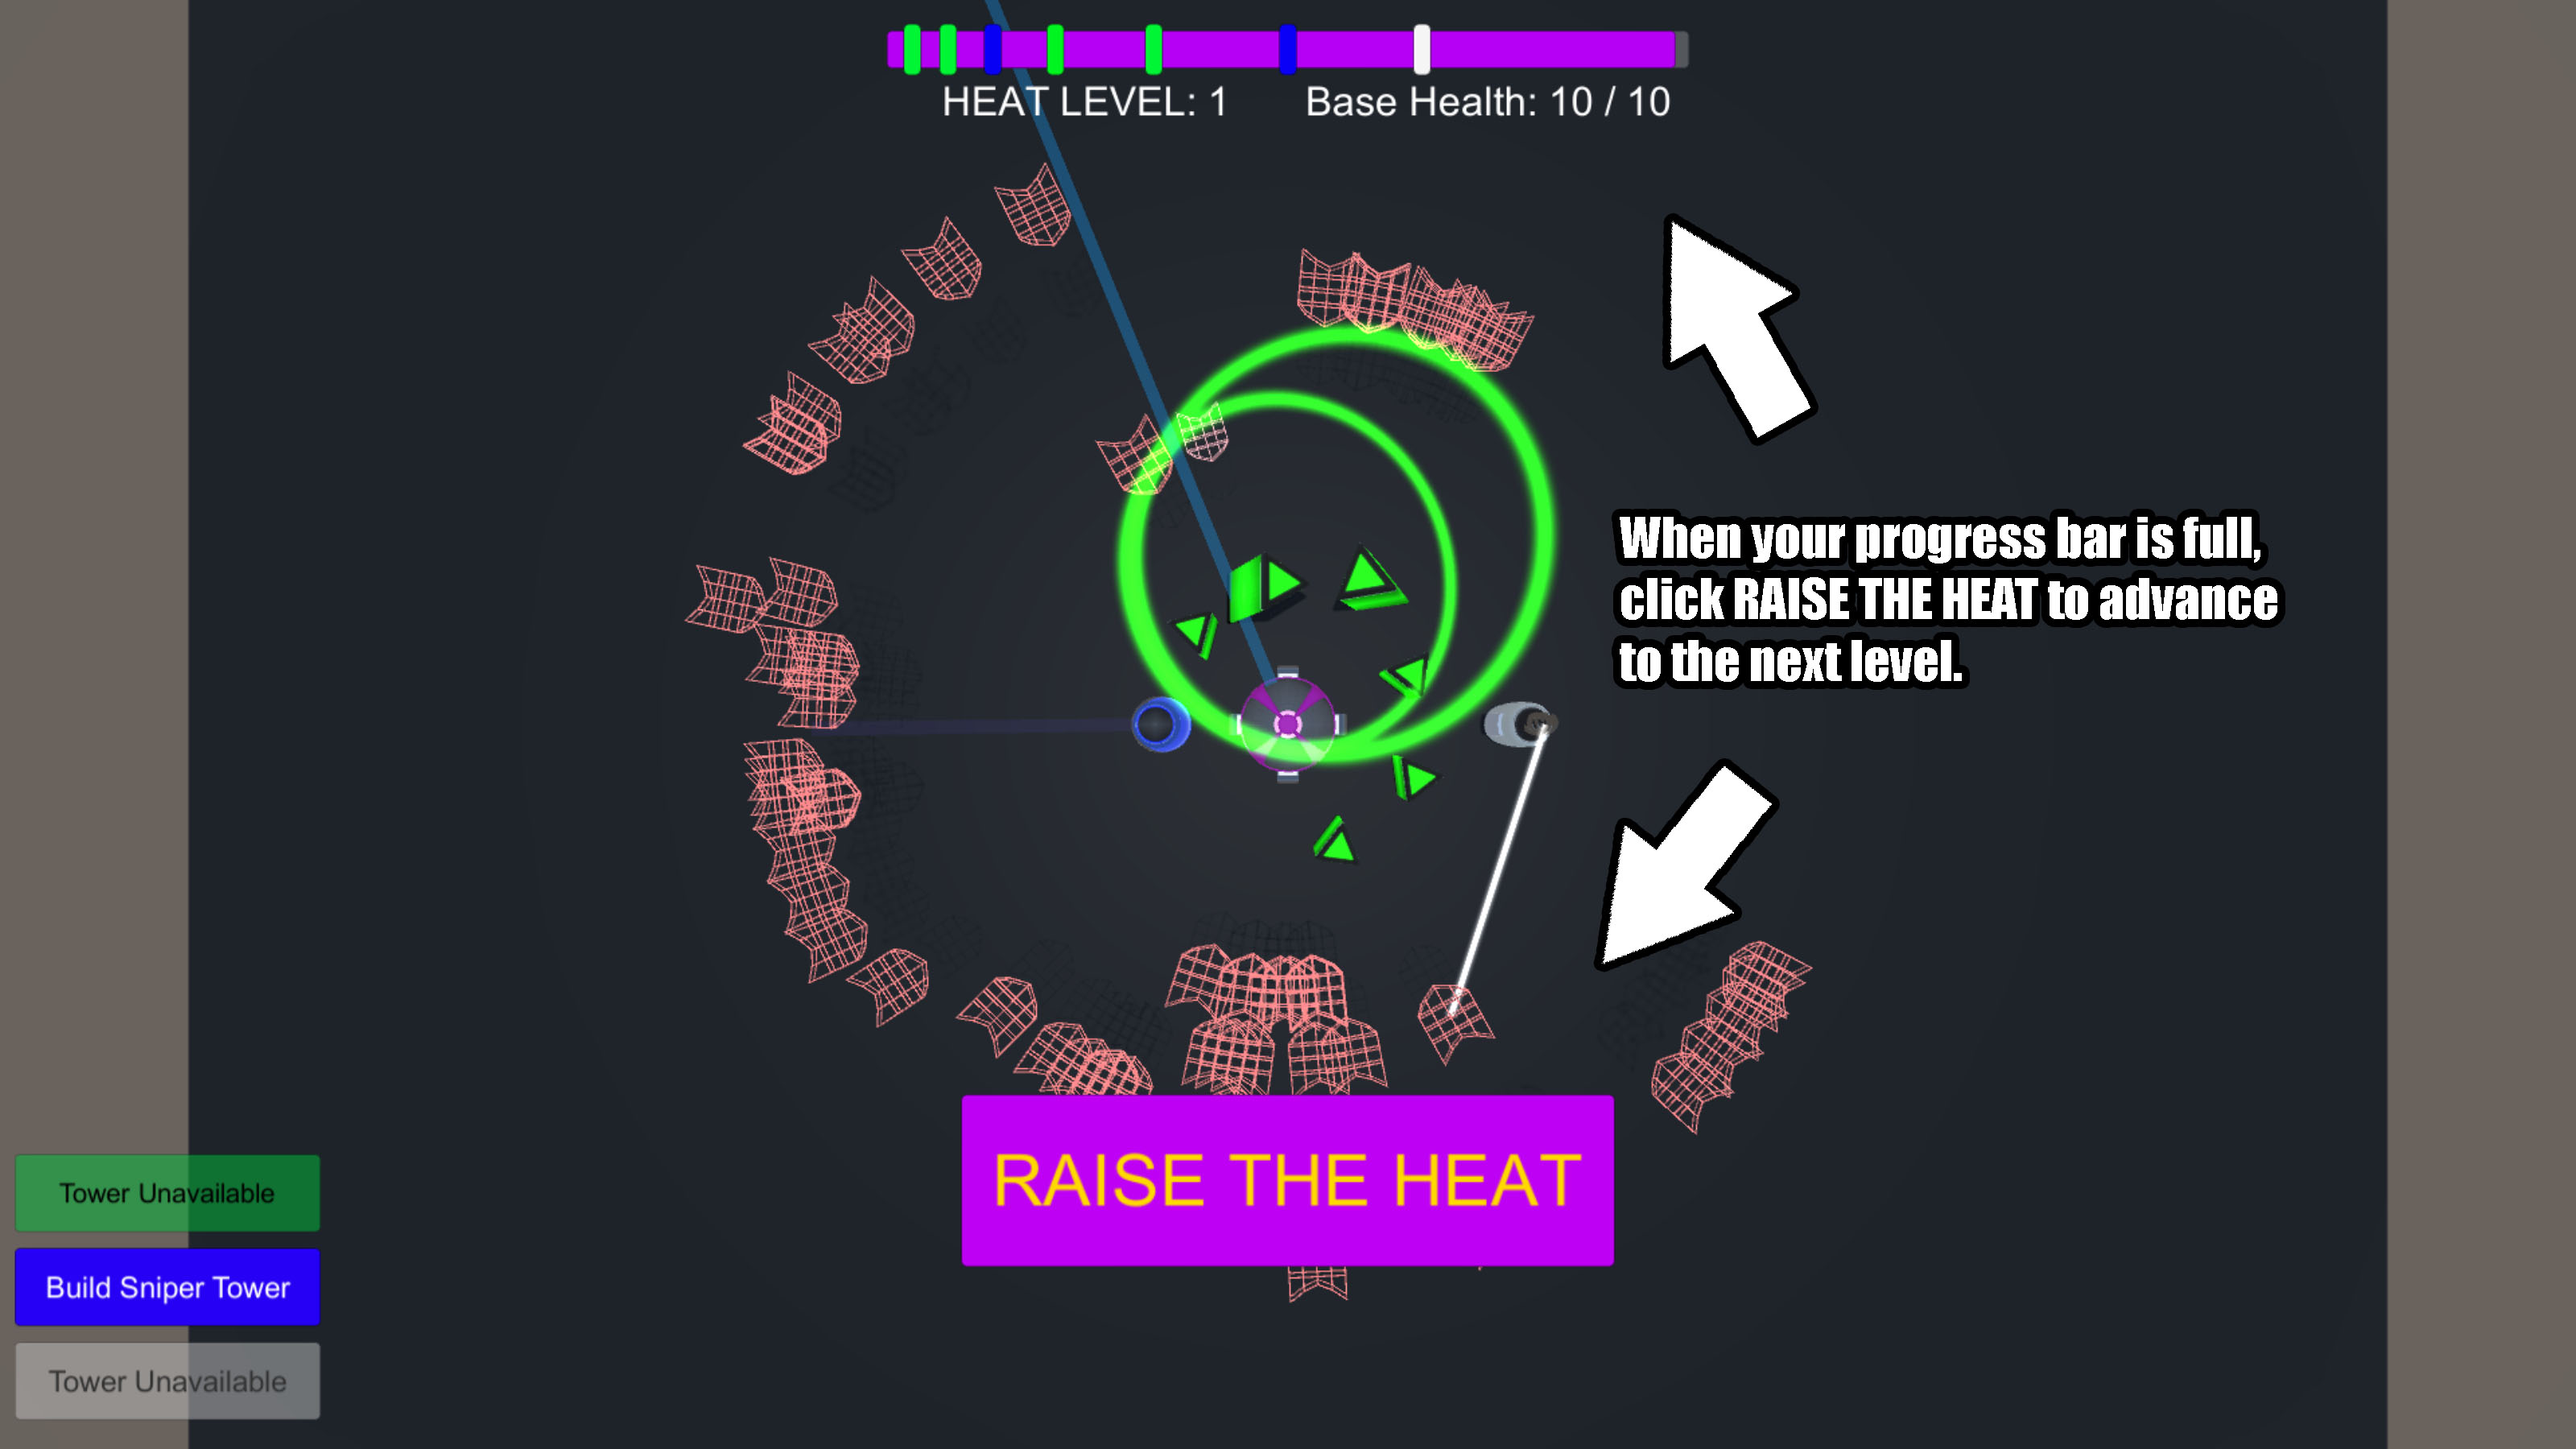 HEAT LEVEL: 1
Base Health: 10 / 10
When your progress bar is full,
click RAISE THE HEAT to advance
to the next level.
RAISE THE HEAT
Tower Unavailable
Build Sniper Tower
Tower Unavailable